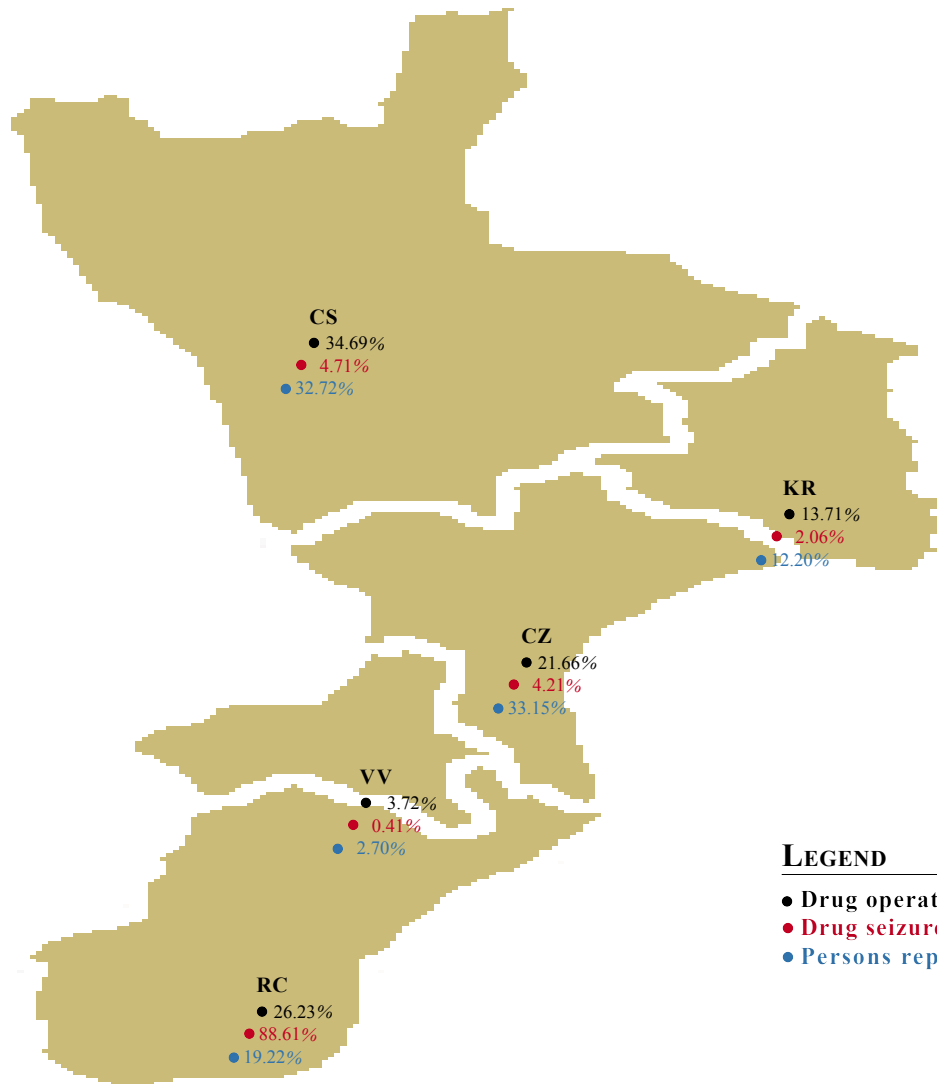 CS
34.69%
4.71%
32.72%
KR
13.71%
2.06%
12.20%
CZ
21.66%
4.21%
33.15%
VV
3.72%
0.41%
2.70%
LEGEND
Drug operat
Drug seizure
Persons rep
RC
26.23%
88.61%
19.22%